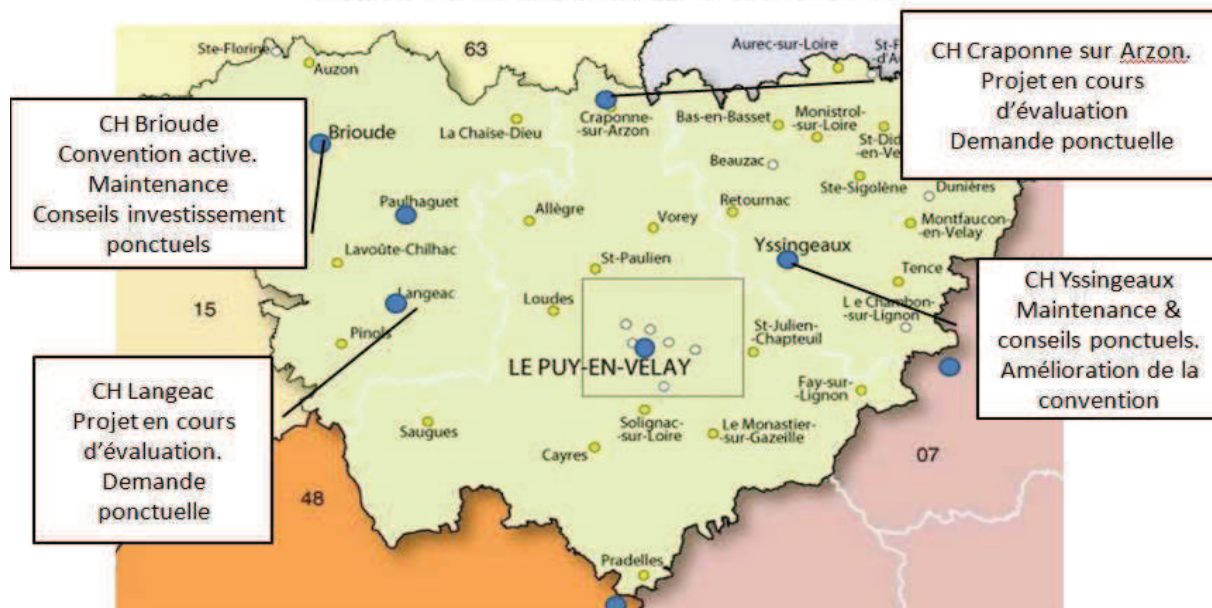 CH Brioude
Convention active.
Maintenance
Conseils investissement
ponctuels
CH Craponne sur Arzon.
Projet en cours
d’évaluation
Demande ponctuelle
CH Langeac
Projet en cours
d’évaluation.
Demande
ponctuelle
CH Yssingeaux
Maintenance &
conseils ponctuels.
Amélioration de la
convention
63
15
48
07
Ste-Florine
Auzon
Brioude
La Chaise-Dieu
Craponne-
-sur-Arzon
Aurec-sur-Loire
Bas-en-Basset
Monistrol-
-sur-Loire
Beauzac
Ste-Sigolène
Dunières
Montfaucon-
-en-Velay
Paulhaguet
Allègre
Vorey
Retournac
Yssingeaux
Lavoûte-Chilhac
St-Paulien
Tence
Langeac
Loudes
Le Chambon-
-sur-Lignon
Pinols
St-Julien-
-Chapteuil
LE PUY-EN-VELAY
Fay-sur-
-Lignon
Saugues
Solignac-
-sur-Loire
Le Monastier-
-sur-Gazeille
Cayres
Pradelles